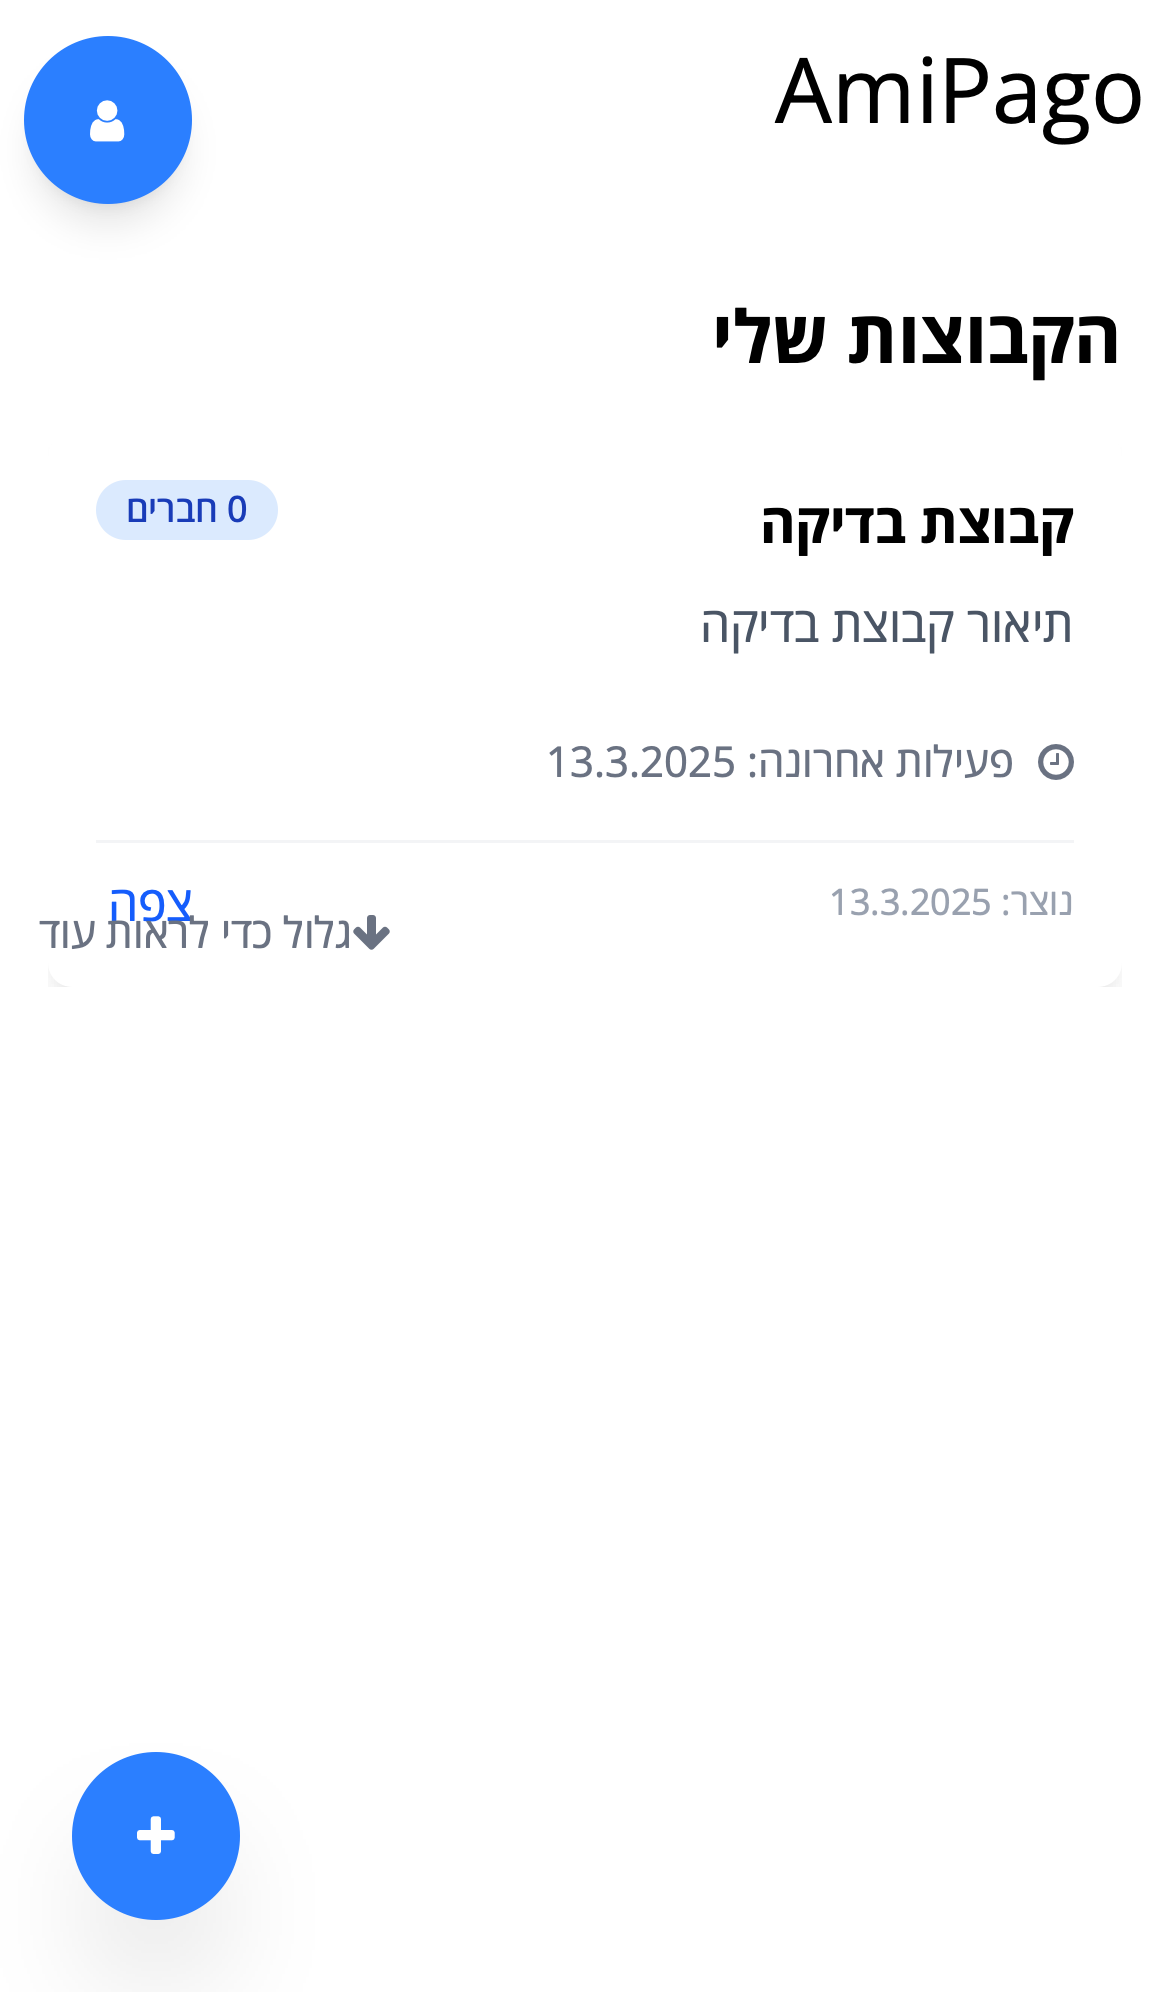 AmiPago
הקבוצות שלי
קבוצת בדיקה
0 חברים
תיאור קבוצת בדיקה
פעילות אחרונה: 13.3.2025
נוצר: 13.3.2025
צפה
גלול כדי לראות עוד